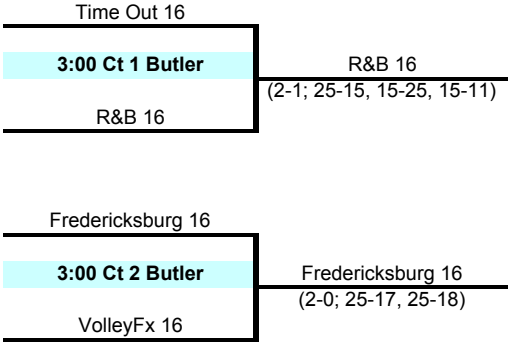 Time Out 16
3:00 Ct 1 Butler
R&B 16
R&B 16
(2-1; 25-15, 15-25, 15-11)
Fredericksburg 16
3:00 Ct 2 Butler
Fredericksburg 16
(2-0; 25-17, 25-18)
VolleyFx 16